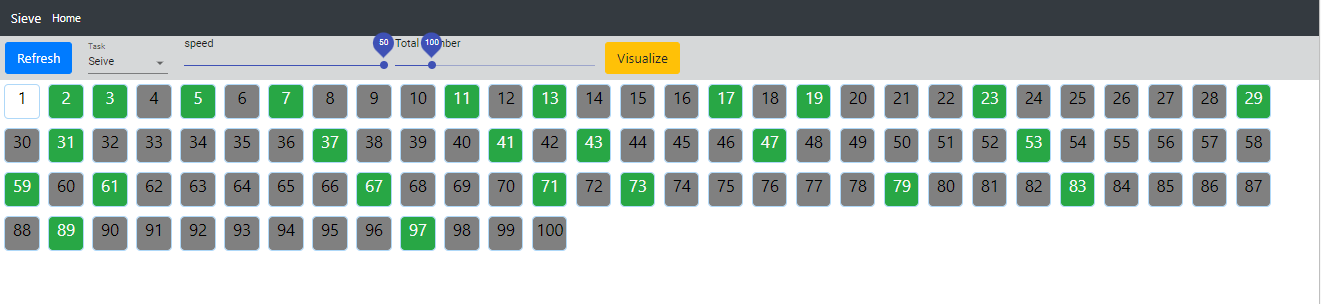 Sieve Home
Refresh Task Seive speed 50 Total 100 mber Visualize
1 2 3 4 5 6 7 8 9 10 11 12 13 14 15 16 17 18 19 20 21 22 23 24 25 26 27 28 29
30 31 32 33 34 35 36 37 38 39 40 41 42 43 44 45 46 47 48 49 50 51 52 53 54 55 56 57 58
59 60 61 62 63 64 65 66 67 68 69 70 71 72 73 74 75 76 77 78 79 80 81 82 83 84 85 86 87
88 89 90 91 92 93 94 95 96 97 98 99 100